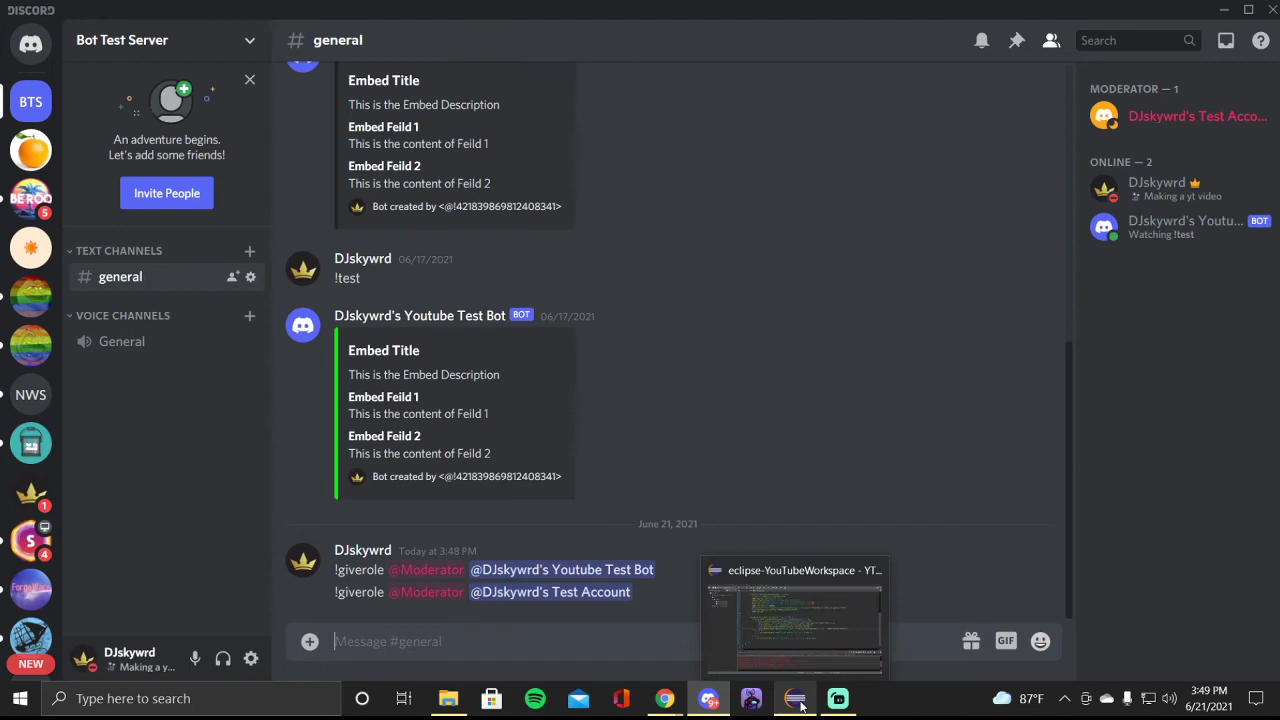 DISCORD
Bot Test Server
general
Search
BTS
An adventure begins.
Let's add some friends!
Invite People
TEXT CHANNELS
general
VOICE CHANNELS
General
BE ROO
5
NWS
1
S
4
NEW
DJskywrd
Making a y...
Embed Title
This is the Embed Description
Embed Feild 1
This is the content of Feild 1
Embed Feild 2
This is the content of Feild 2
Bot created by <@!421839869812408341>
DJskywrd 06/17/2021
!test
DJskywrd's Youtube Test Bot BOT 06/17/2021
Embed Title
This is the Embed Description
Embed Feild 1
This is the content of Feild 1
Embed Feild 2
This is the content of Feild 2
Bot created by <@!421839869812408341>
June 21, 2021
DJskywrd Today at 3:48 PM
!giverole @Moderator @DJskywrd's Youtube Test Bot
!giverole @Moderator @DJskywrd's Test Account
Message #general
GIF
eclipse-YouTubeWorkspace - YT...
MODERATOR — 1
DJskywrd's Test Acco...
ONLINE — 2
DJskywrd
Making a yt video
DJskywrd's Youtu... BOT
Watching !test
Type here to search
9+
87°F
3:49 PM
6/21/2021